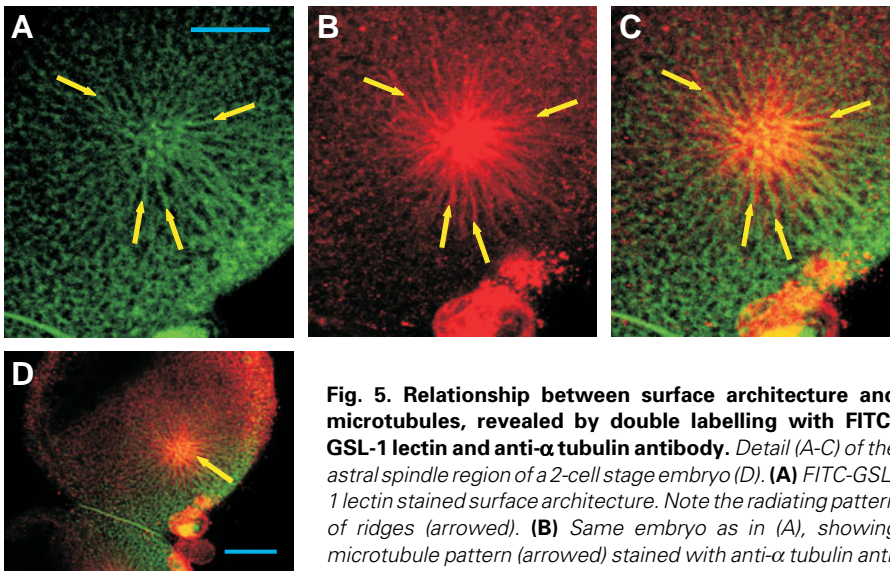 A
B
C
D
Fig. 5. Relationship between surface architecture and
microtubules, revealed by double labelling with FITC-
GSL-1 lectin and anti-α tubulin antibody. Detail (A-C) of the
astral spindle region of a 2-cell stage embryo (D). (A) FITC-GSL-
1 lectin stained surface architecture. Note the radiating pattern
of ridges (arrowed). (B) Same embryo as in (A), showing
microtubule pattern (arrowed) stained with anti-α tubulin anti-